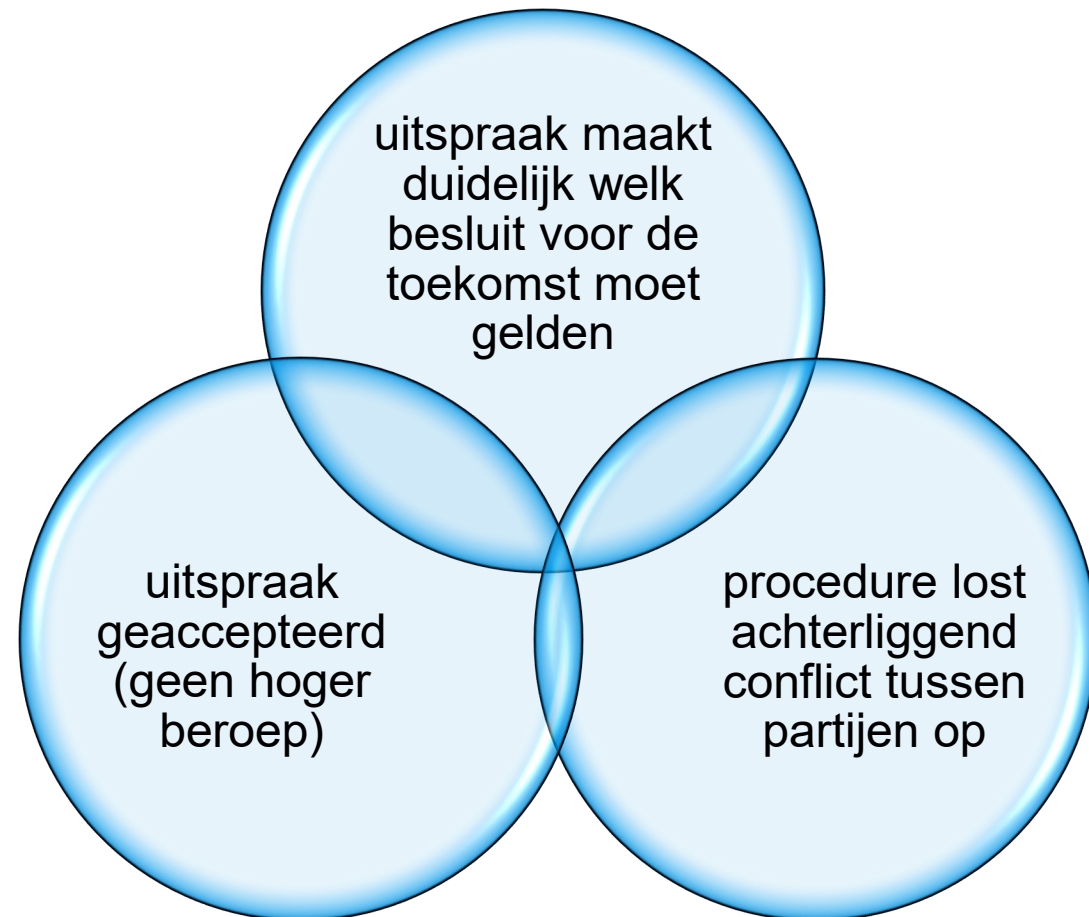 uitspraak maakt
duidelijk welk
besluit voor de
toekomst moet
gelden
uitspraak
geaccepteerd
(geen hoger
beroep)
procedure lost
achterliggend
conflict tussen
partijen op